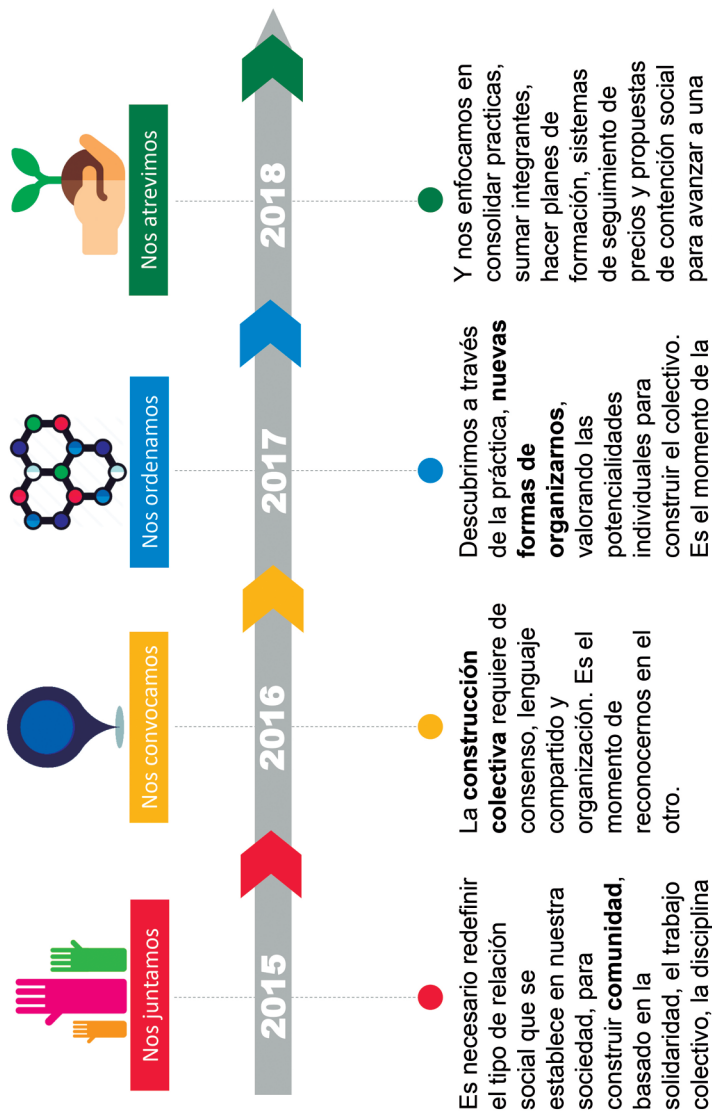 Nos juntamos
Nos convocamos
Nos ordenamos
Nos atrevimos
2015
2016
2017
2018
Es necesario redefinir
el tipo de relación
social que se
establece en nuestra
sociedad, para
construir comunidad,
basado en la
solidaridad, el trabajo
colectivo, la disciplina
La construcción
colectiva requiere de
consenso, lenguaje
compartido y
organización. Es el
momento de
reconocernos en el
otro.
Descubrimos a través
de la práctica, nuevas
formas de
organizarnos,
valorando las
potencialidades
individuales para
construir el colectivo.
Es el momento de la
Y nos enfocamos en
consolidar practicas,
sumar integrantes,
hacer planes de
formación, sistemas
de seguimiento de
precios y propuestas
de contención social
para avanzar a una